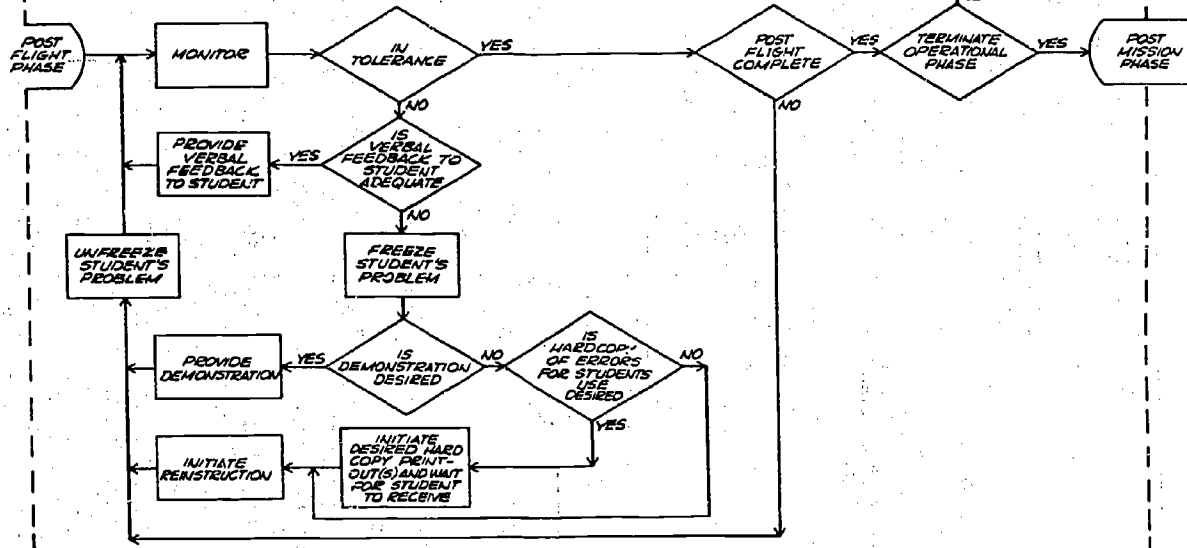 POST
FLIGHT
PHASE
MONITOR
IN
TOLERANCE
YES
POST
FLIGHT
COMPLETE
YES
TERMINATE
OPERATIONAL
PHASE
YES
POST
MISSION
PHASE
NO
NO
PROVIDE
VERBAL
FEEDBACK
TO STUDENT
YES
IS
VERBAL
FEEDBACK TO
STUDENT
ADEQUATE
NO
UNFREEZE
STUDENT'S
PROBLEM
FREEZE
STUDENT'S
PROBLEM
PROVIDE
DEMONSTRATION
YES
IS
DEMONSTRATION
DESIRED
NO
IS
HARDCOPY
OF ERRORS
FOR STUDENTS
USE
DESIRED
NO
YES
INITIATE
REINSTRUCTION
INITIATE
DESIRED HARD
COPY PRINT-
OUT(S) AND WAIT
FOR STUDENT
TO RECEIVE